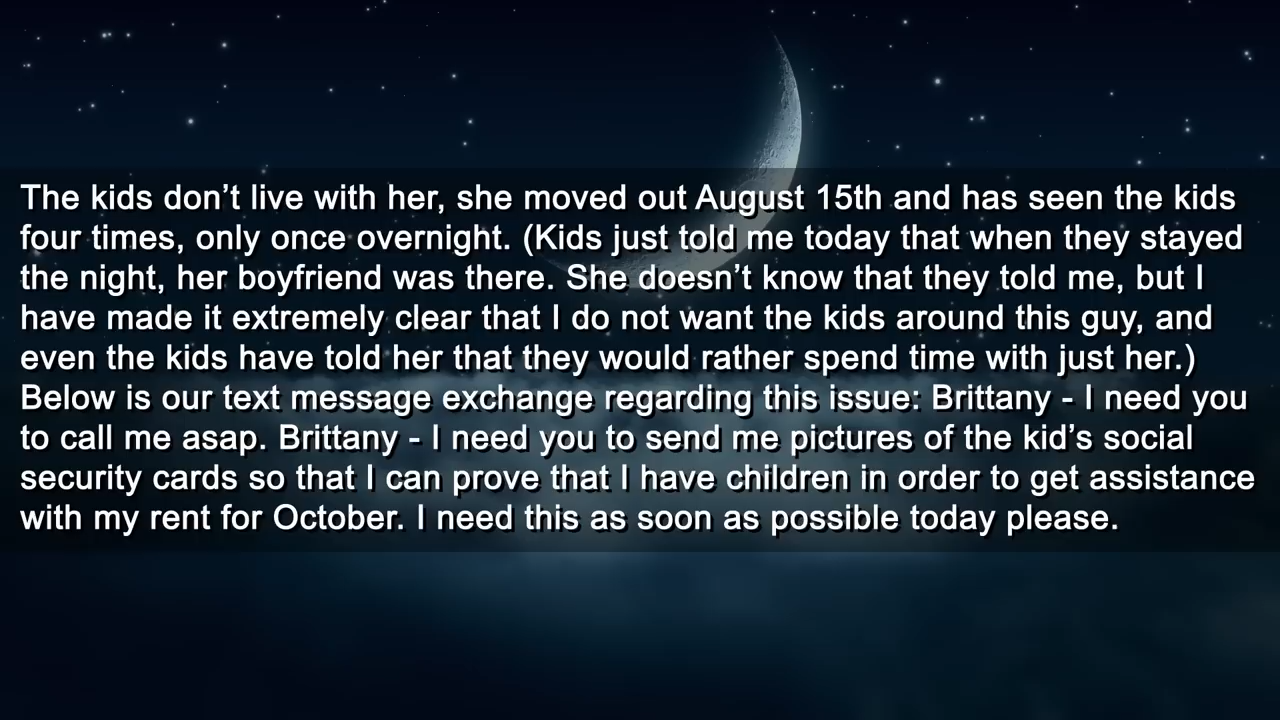 The kids don’t live with her, she moved out August 15th and has seen the kids
four times, only once overnight. (Kids just told me today that when they stayed
the night, her boyfriend was there. She doesn’t know that they told me, but I
have made it extremely clear that I do not want the kids around this guy, and
even the kids have told her that they would rather spend time with just her.)
Below is our text message exchange regarding this issue: Brittany - I need you
to call me asap. Brittany - I need you to send me pictures of the kid’s social
security cards so that I can prove that I have children in order to get assistance
with my rent for October. I need this as soon as possible today please.